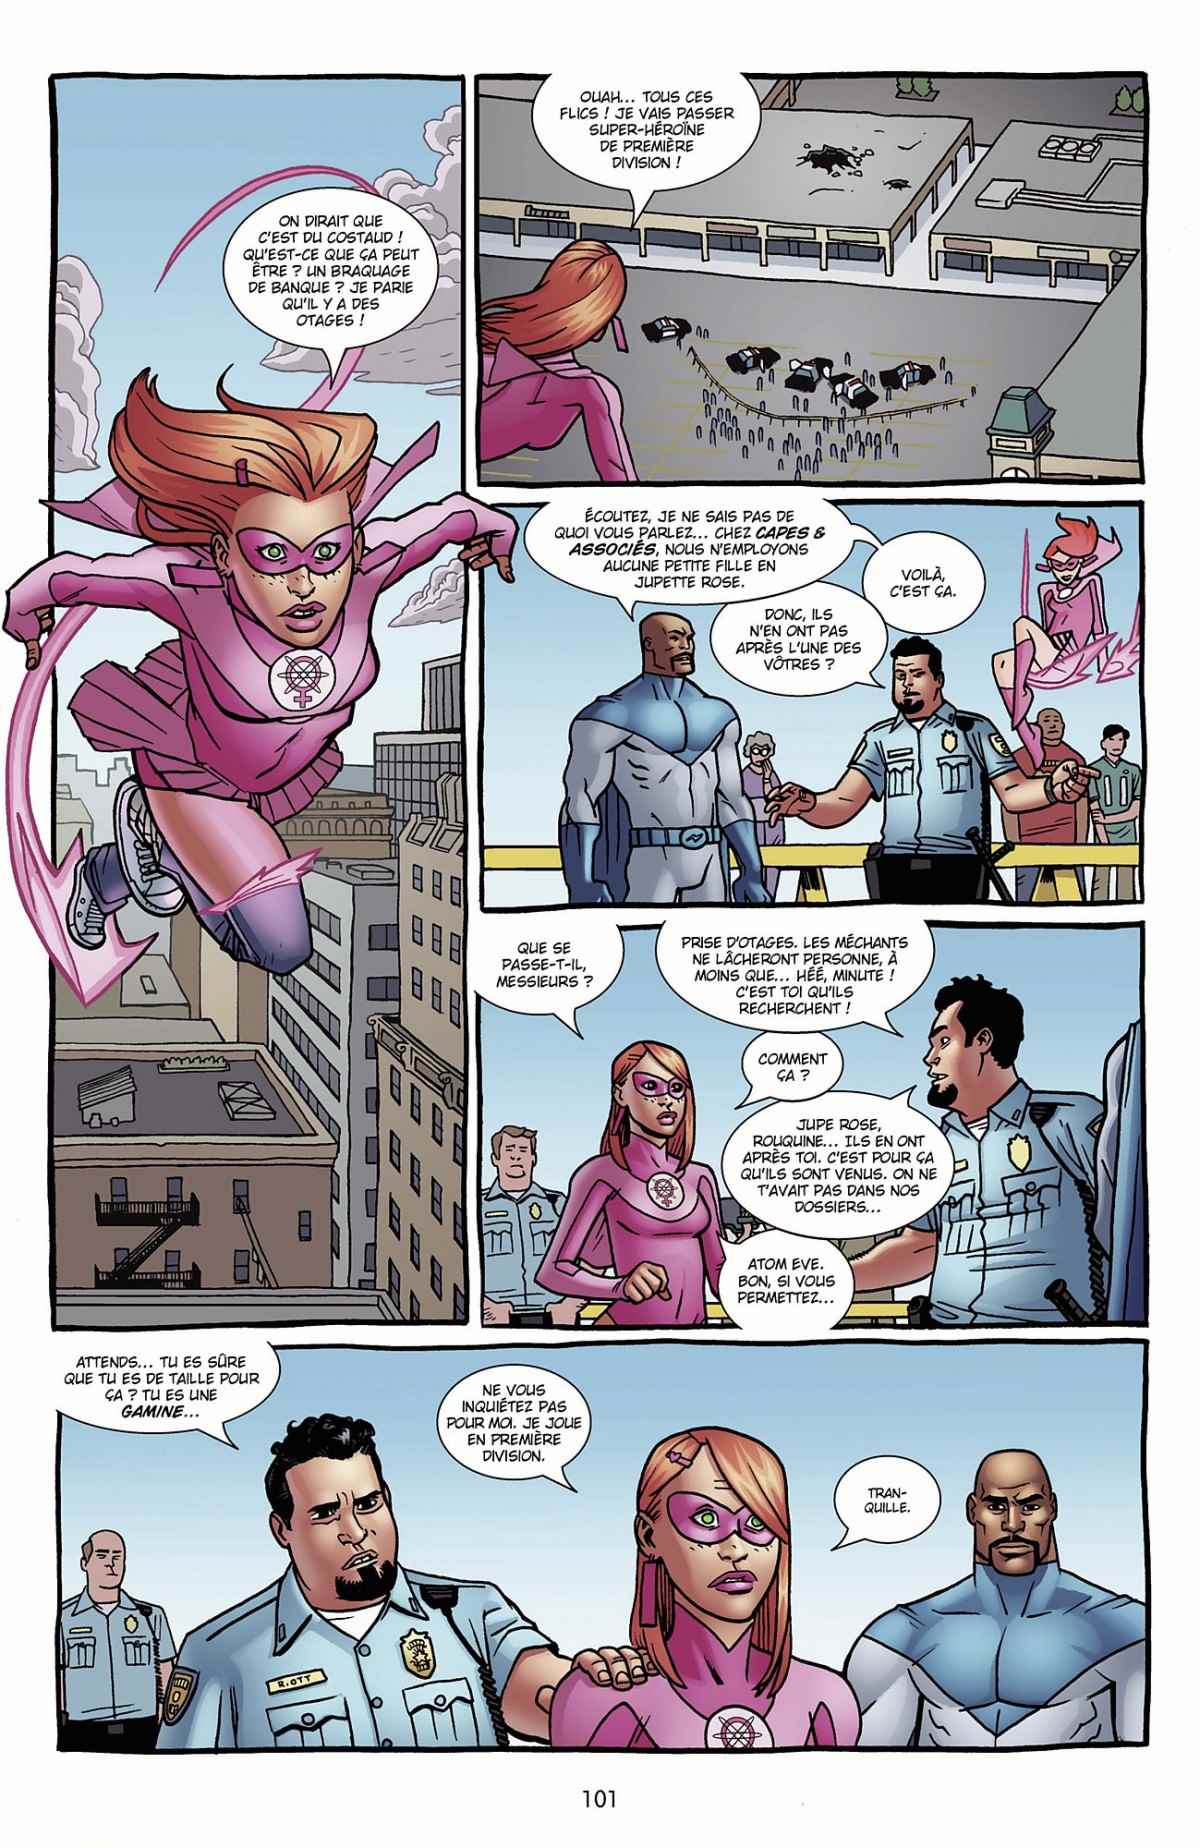 ON DIRAIT QUE
C'EST DU COSTAUD !
QU'EST-CE QUE ÇA PEUT
ÊTRE ? UN BRAQUAGE
DE BANQUE ? JE PARIE
QU'IL Y A DES
OTAGES !
OUAH... TOUS CES
FLICS ! JE VAIS PASSER
SUPER-HÉROÏNE
DE PREMIÈRE
DIVISION !
ÉCOUTEZ, JE NE SAIS PAS DE
QUOI VOUS PARLEZ... CHEZ CAPES &
ASSOCIÉS, NOUS N'EMPLOYONS
AUCUNE PETITE FILLE EN
JUPETTE ROSE.
DONC, ILS
N'EN ONT PAS
APRÈS L'UNE DES
VÔTRES ?
VOILÀ,
C'EST ÇA.
QUE SE
PASSE-T-IL,
MESSIEURS ?
PRISE D'OTAGES. LES MÉCHANTS
NE LÂCHERONT PERSONNE, À
MOINS QUE... HÉÉ, MINUTE !
C'EST TOI QU'ILS
RECHERCHENT !
COMMENT
ÇA ?
JUPE ROSE,
ROUQUINE... ILS EN ONT
APRÈS TOI. C'EST POUR ÇA
QU'ILS SONT VENUS. ON NE
T'AVAIT PAS DANS NOS
DOSSIERS...
ATOM EVE.
BON, SI VOUS
PERMETTEZ...
ATTENDS... TU ES SÛRE
QUE TU ES DE TAILLE POUR
ÇA ? TU ES UNE
GAMINE...
NE VOUS
INQUIÉTEZ PAS
POUR MOI. JE JOUE
EN PREMIÈRE
DIVISION.
TRAN-
QUILLE.
R.OTT
101